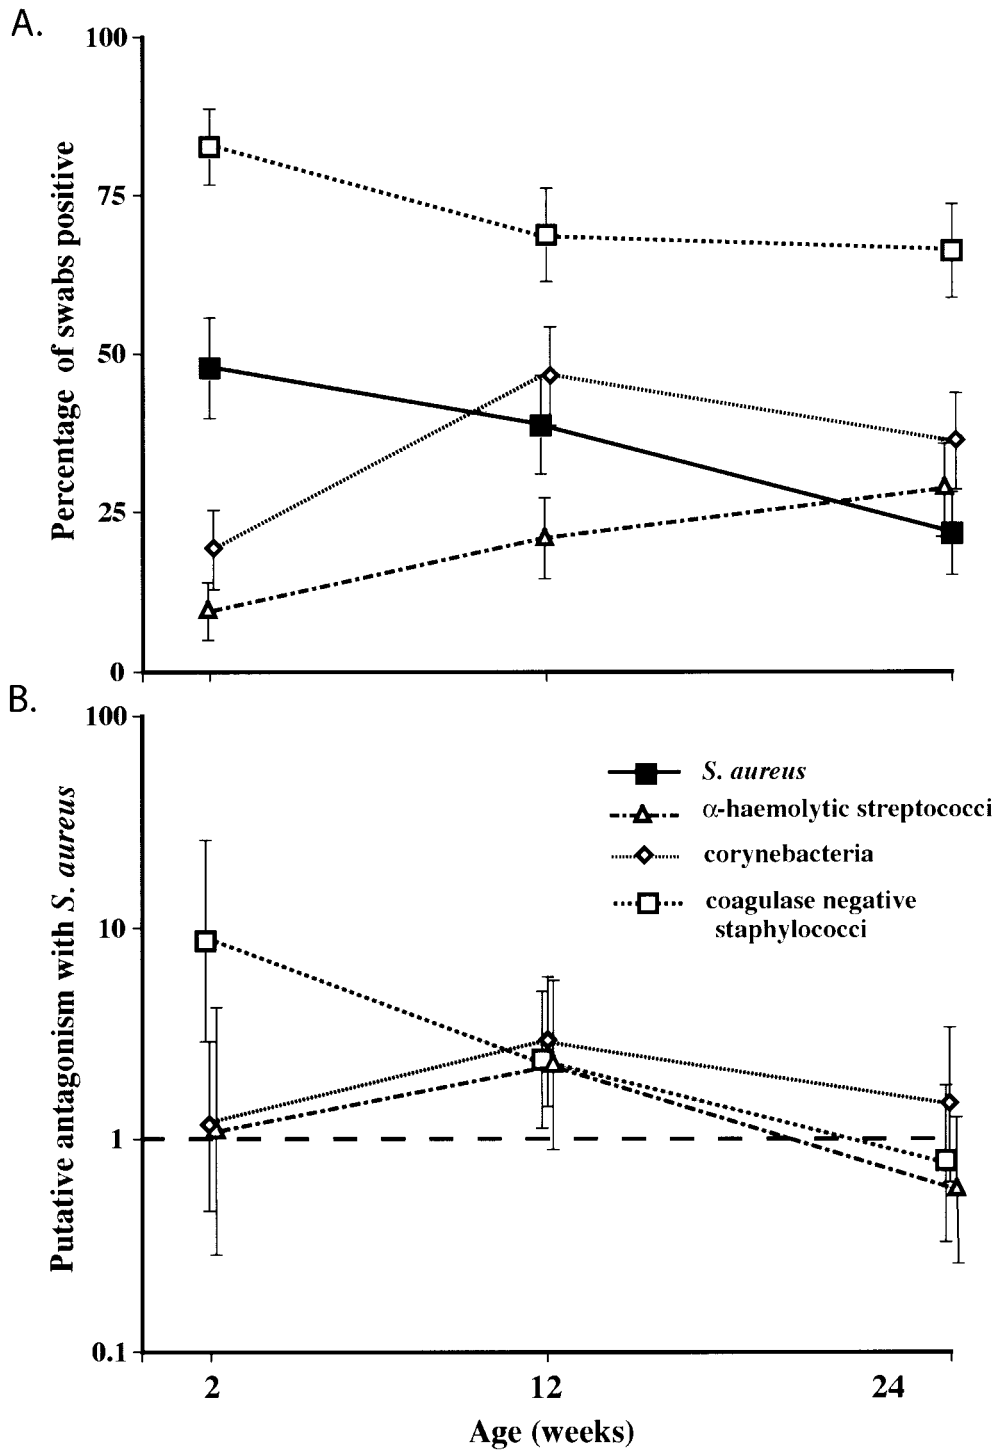 A.
100
75
50
25
0
Percentage of swabs positive
B.
100
10
1
0.1
Putative antagonism with S. aureus
S. aureus
α-haemolytic streptococci
corynebacteria
coagulase negative
staphylococci
2 12 24
Age (weeks)